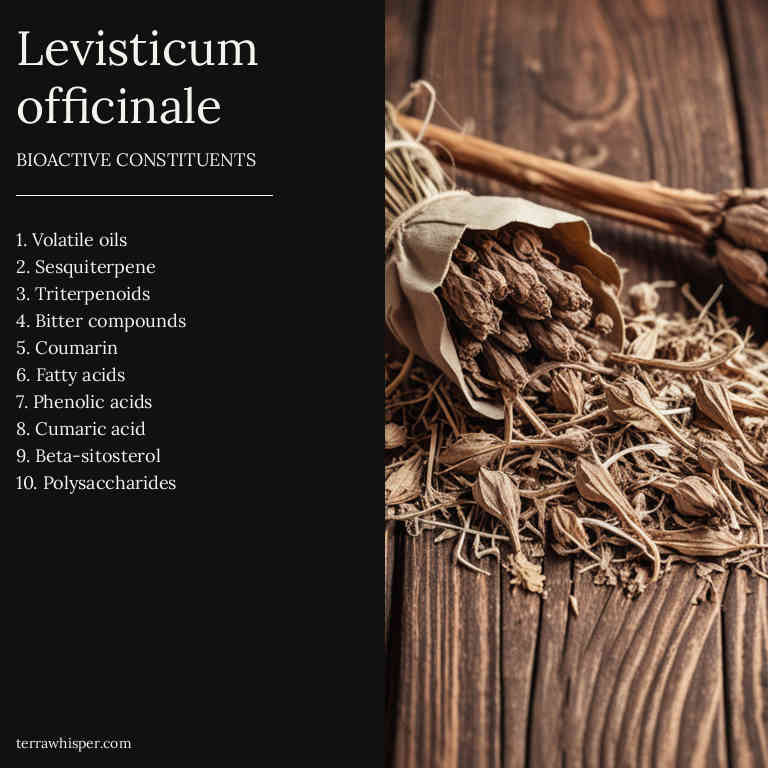 Levisticum
officinale
BIOACTIVE CONSTITUENTS
1. Volatile oils
2. Sesquiterpene
3. Triterpenoids
4. Bitter compounds
5. Coumarin
6. Fatty acids
7. Phenolic acids
8. Cumaric acid
9. Beta-sitosterol
10. Polysaccharides
terrawhisper.com